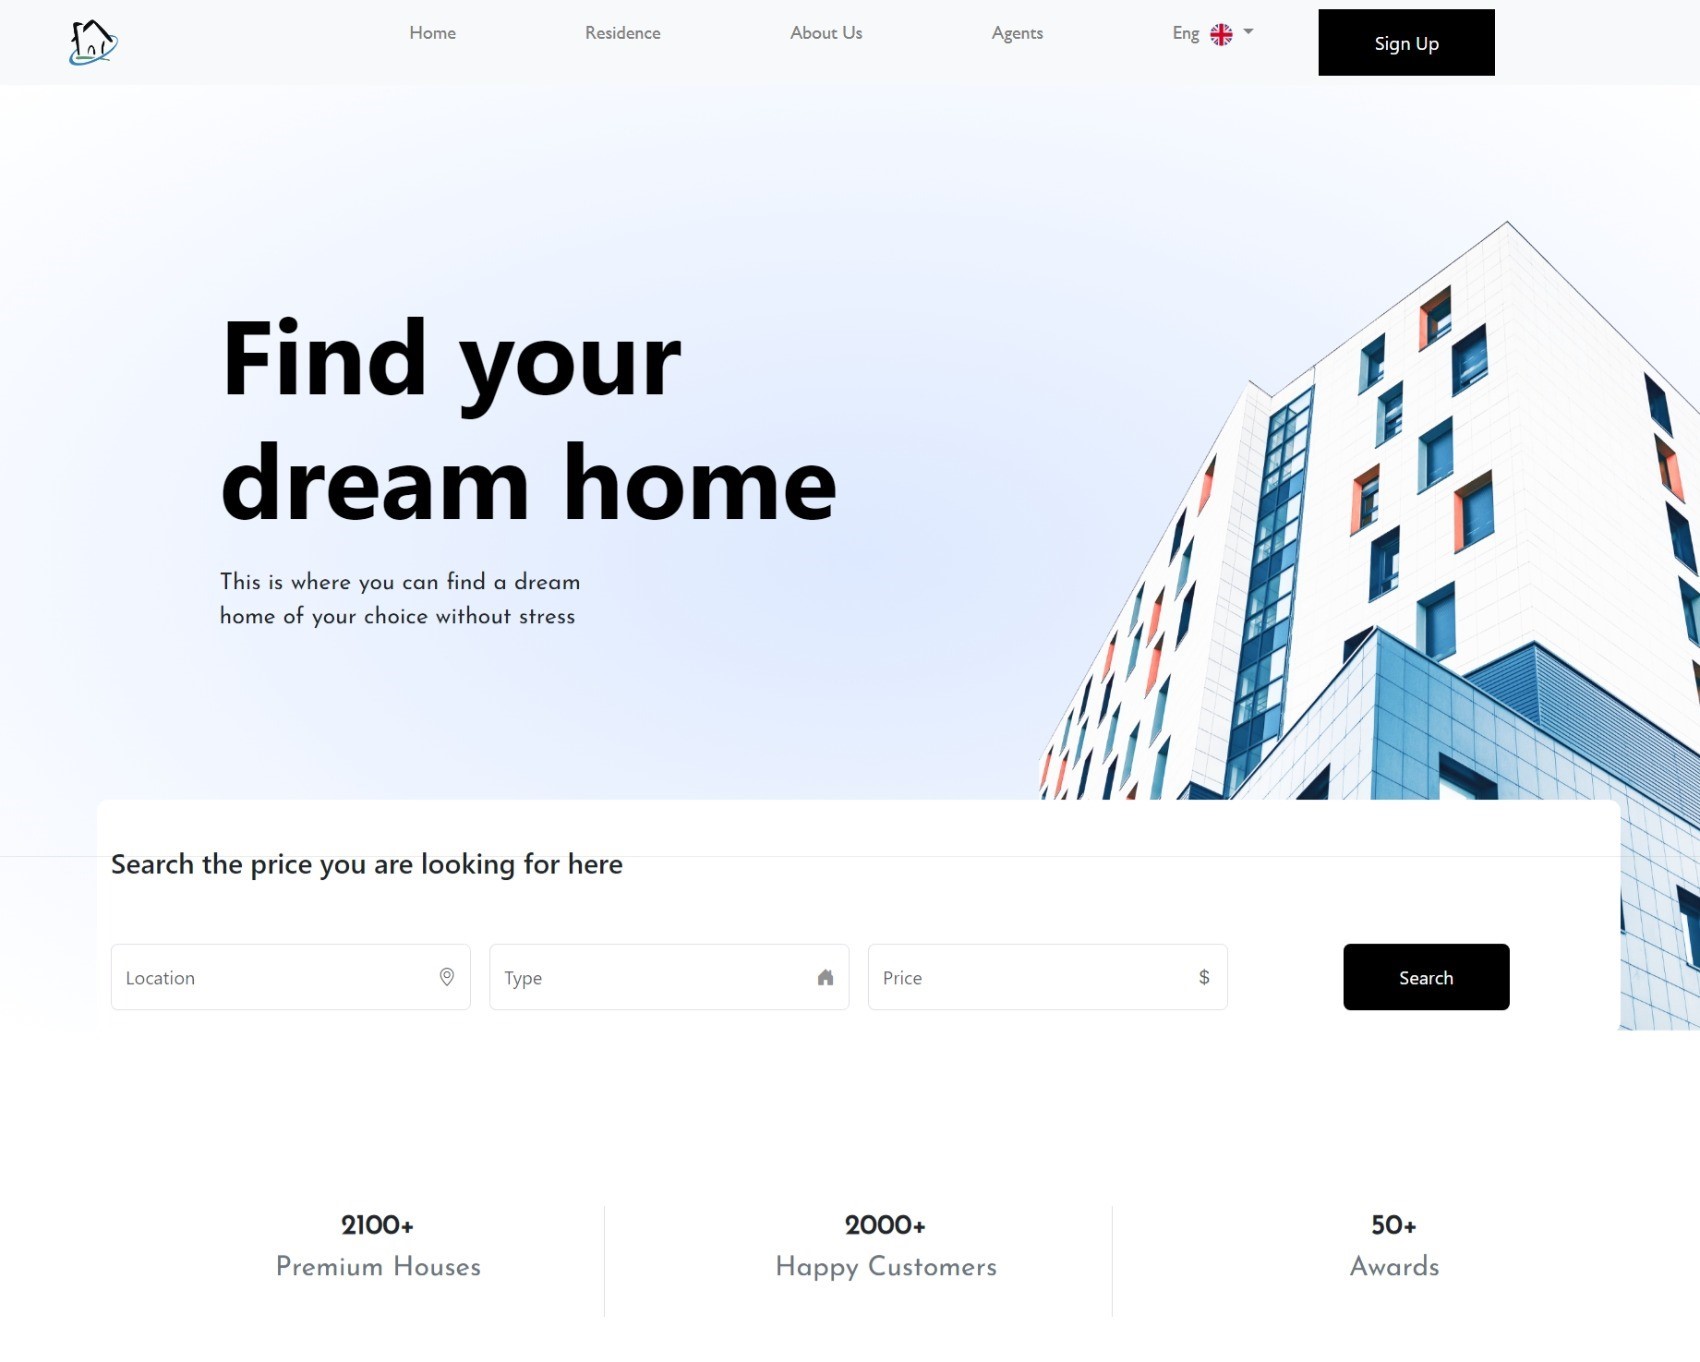 Home
Residence
About Us
Agents
Eng
Sign Up
Find your
dream home
This is where you can find a dream
home of your choice without stress
Search the price you are looking for here
Location
Type
Price
$
Search
2100+
Premium Houses
2000+
Happy Customers
50+
Awards